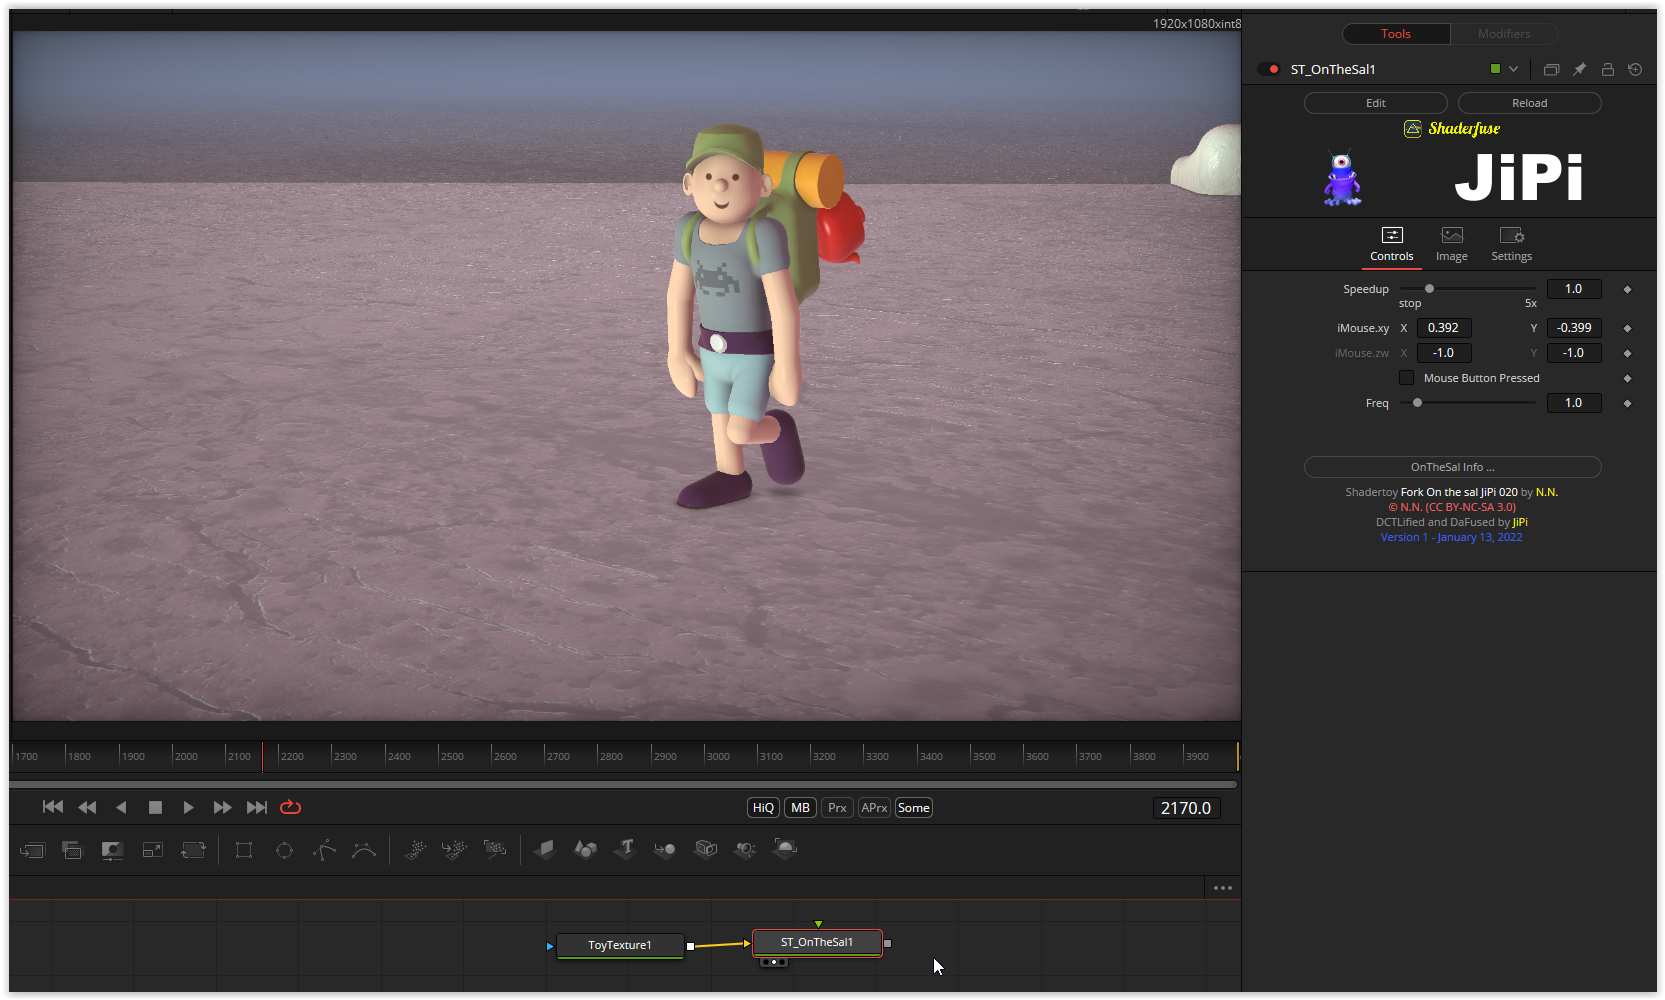 1920x1080xint8
Tools
Modifiers
ST_OnTheSal1
Edit
Reload
Shaderfuse
JiPi
Controls
Image
Settings
Speedup
1.0
stop
5x
iMouse.xy X 0.392 Y -0.399
iMouse.zw X -1.0 Y -1.0
Mouse Button Pressed
Freq
1.0
OnTheSal Info ...
Shadertoy Fork On the sal JiPi 020 by N.N.
© N.N. (CC BY-NC-SA 3.0)
DCTLified and DaFused by JiPi
Version 1 - January 13, 2022
1700 1800 1900 2000 2100 2200 2300 2400 2500 2600 2700 2800 2900 3000 3100 3200 3300 3400 3500 3600 3700 3800 3900
HiQ MB Prx APrx Some
2170.0
ToyTexture1
ST_OnTheSal1